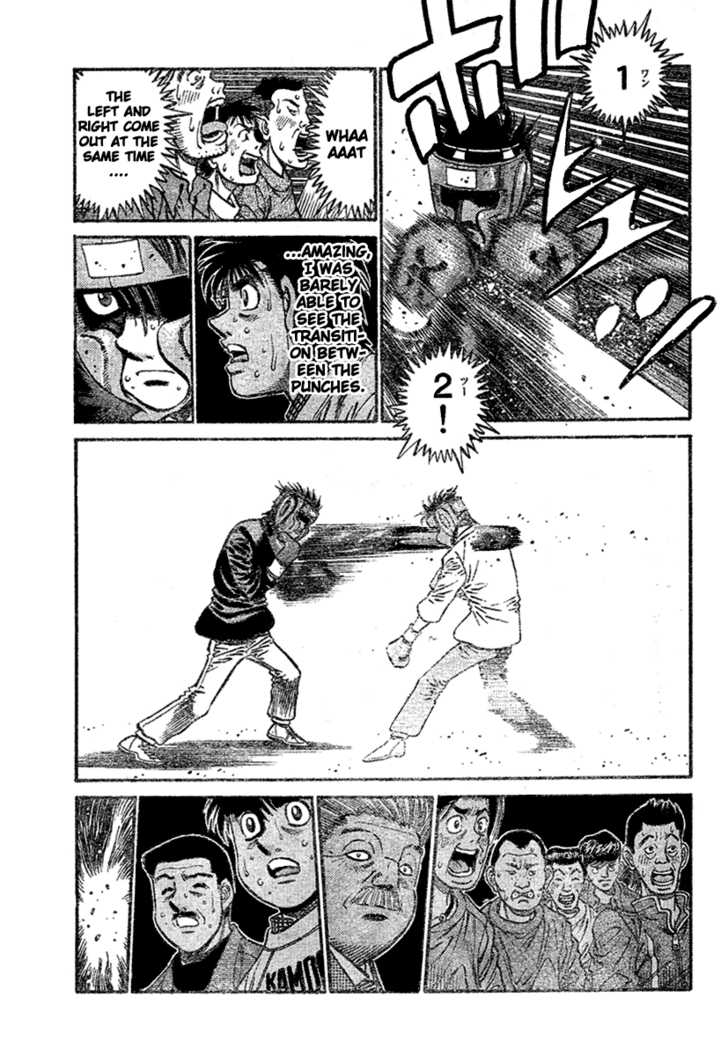 1
ワン
WHAA
AAAT
THE
LEFT AND
RIGHT COME
OUT AT THE
SAME TIME
....
...AMAZING,
I WAS
BARELY
ABLE TO
SEE THE
TRANSITI-
ON BETW-
EEN THE
PUNCHES.
2
ツー
!
KAMO